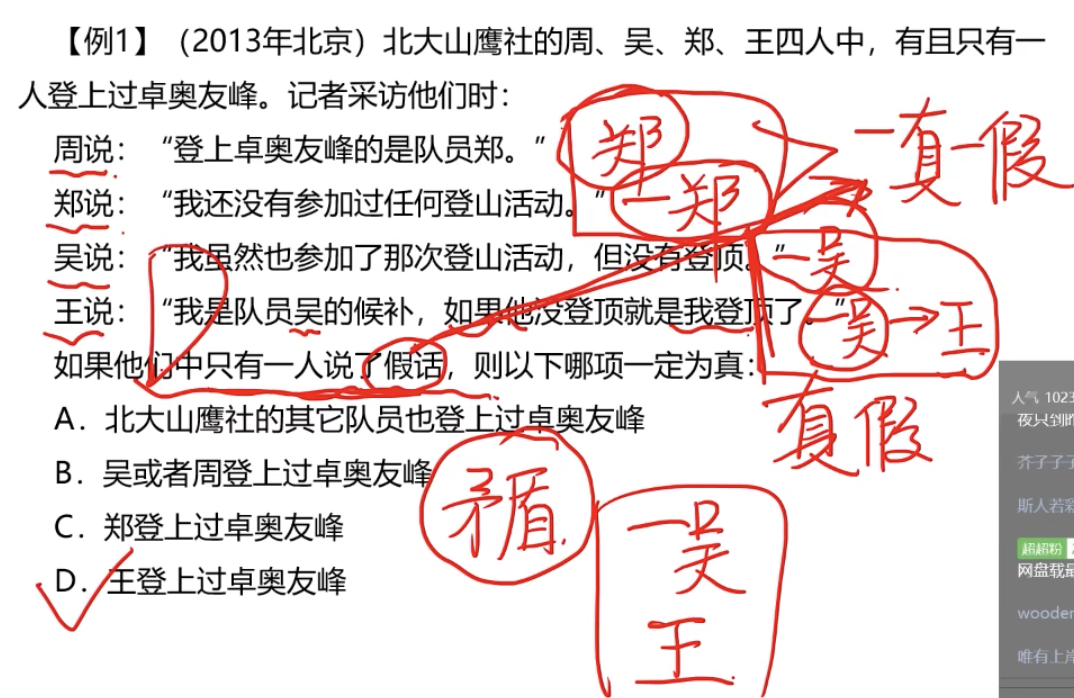 【例1】（2013年北京）北大山鹰社的周、吴、郑、王四人中，有且只有一
人登上过卓奥友峰。记者采访他们时：
周说：“登上卓奥友峰的是队员郑。” 郑
一真一假
郑说：“我还没有参加过任何登山活动。” 一郑
吴说：“我虽然也参加了那次登山活动，但没有登顶。” 一吴
王说：“我是队员吴的候补，如果他没登顶就是我登顶了。” 一吴→王
如果他们中只有一人说了假话，则以下哪项一定为真：
真假
A．北大山鹰社的其它队员也登上过卓奥友峰
B．吴或者周登上过卓奥友峰
矛盾
C．郑登上过卓奥友峰
一吴
D．王登上过卓奥友峰
王
人气 1023
芥子子
斯人若
超超粉
网盘载最
wooden
唯有上岸